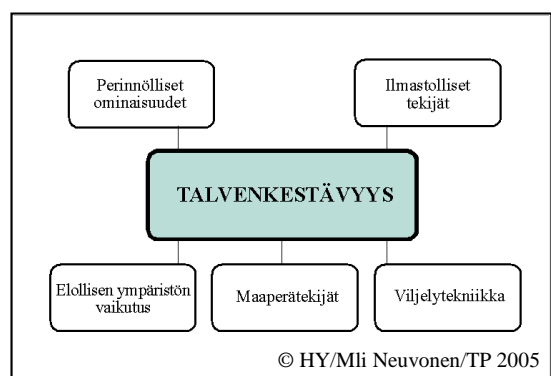 Perinnölliset
ominaisuudet
Ilmastolliset
tekijät
TALVENKESTÄVYYS
Elollisen ympäristön
vaikutus
Maaperätekijät
Viljelytekniikka
© HY/Mli Neuvonen/TP 2005